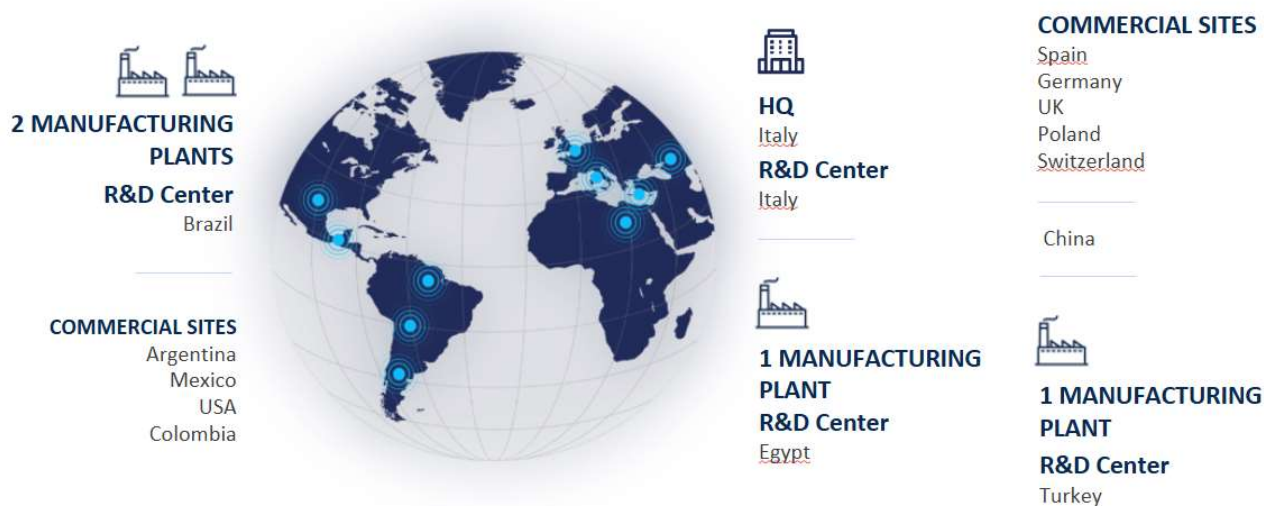 2 MANUFACTURING
PLANTS
R&D Center
Brazil
COMMERCIAL SITES
Argentina
Mexico
USA
Colombia
HQ
Italy
R&D Center
Italy
1 MANUFACTURING
PLANT
R&D Center
Egypt
COMMERCIAL SITES
Spain
Germany
UK
Poland
Switzerland
China
1 MANUFACTURING
PLANT
R&D Center
Turkey